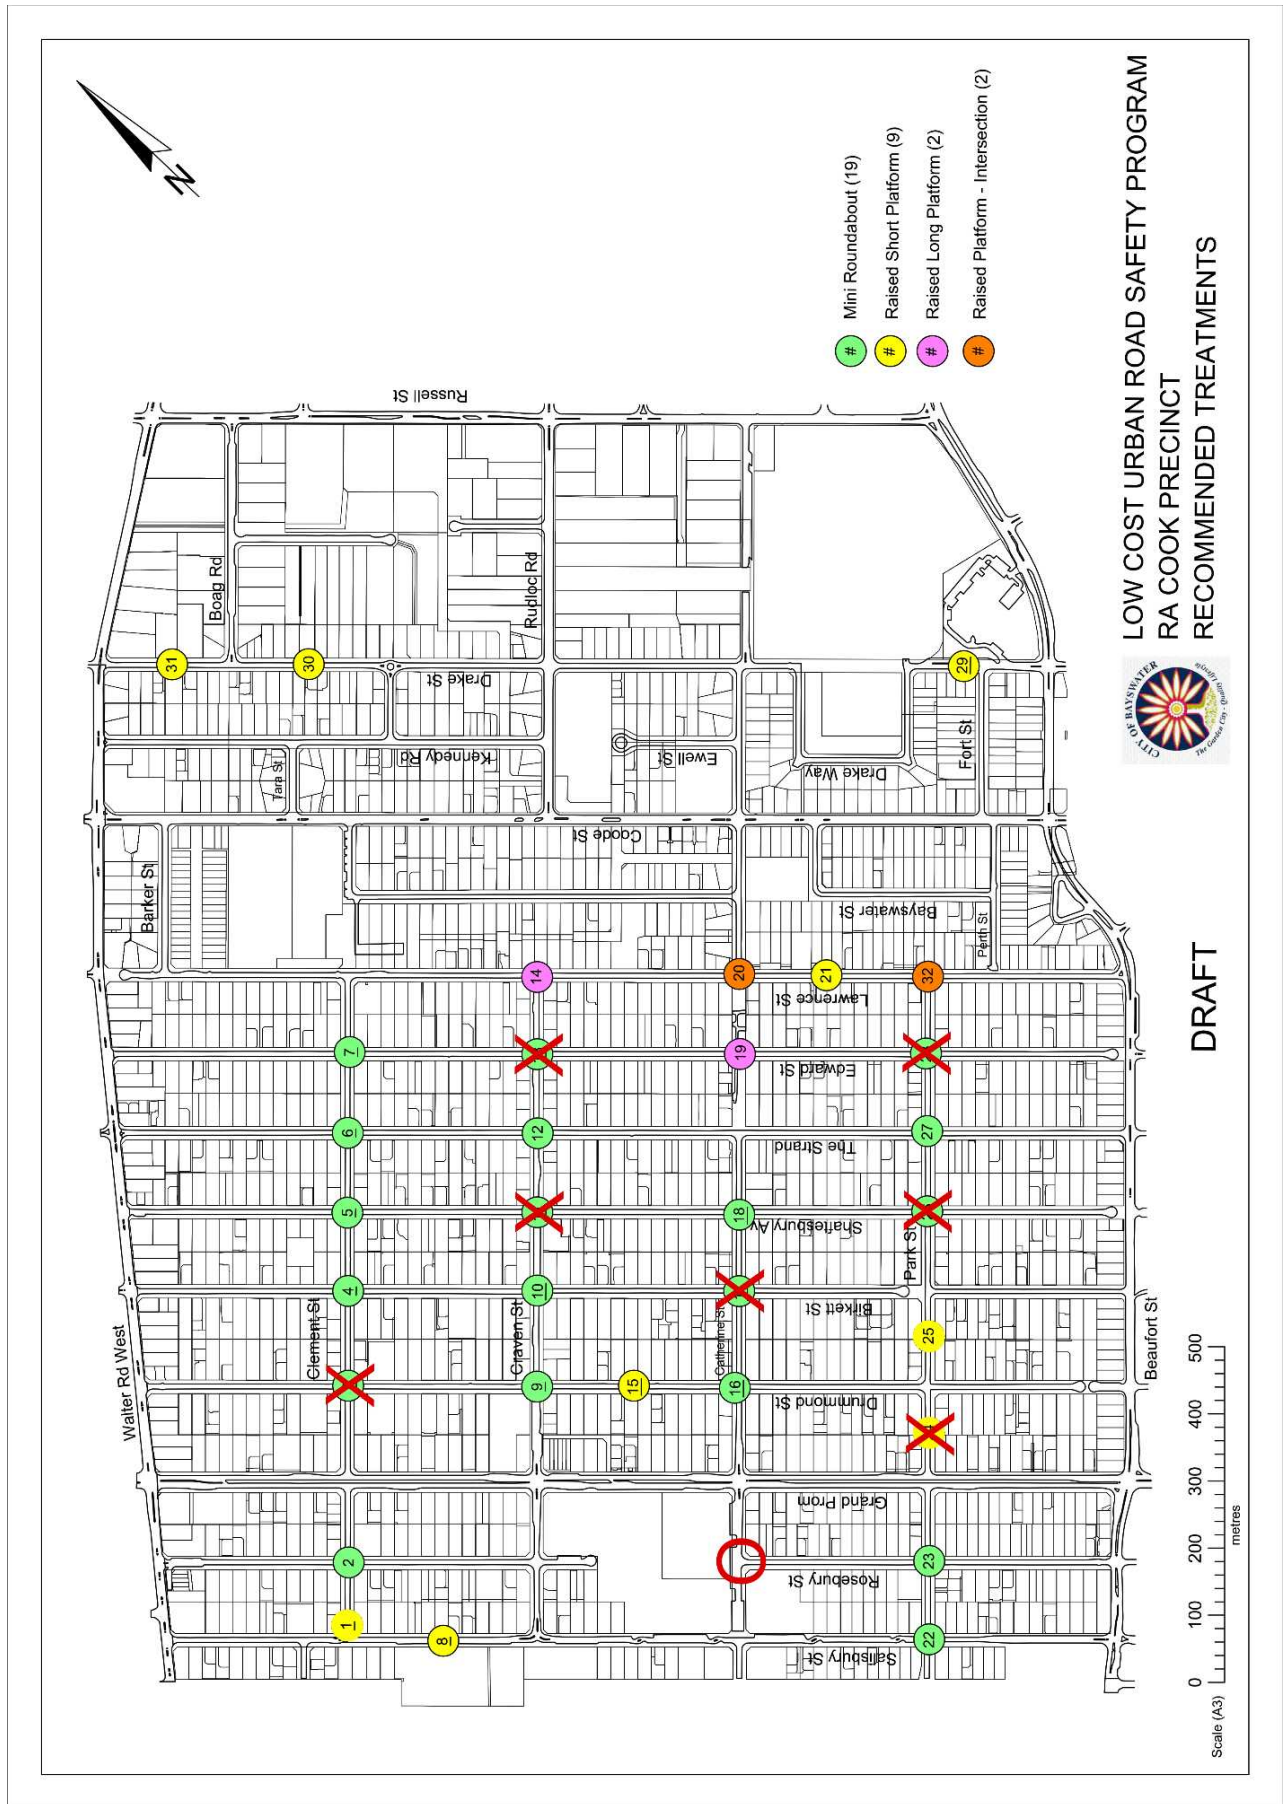 LOW COST URBAN ROAD SAFETY PROGRAM
RA COOK PRECINCT
RECOMMENDED TREATMENTS
CITY OF BAYSWATER
The Garden City - Quality Lifestyle
DRAFT
# Mini Roundabout (19)
# Raised Short Platform (9)
# Raised Long Platform (2)
# Raised Platform - Intersection (2)
N
Walter Rd West
Russell St
Boag Rd
Rudloc Rd
Drake St
Kennedy Rd
Tara St
Ewell St
Drake Way
Fort St
Coode St
Barker St
Bayswater St
Perth St
Lawrence St
Edward St
The Strand
Shaftesbury Av
Park St
Birkett St
Clement St
Craven St
Catherine St
Drummond St
Grand Prom
Rosebury St
Salisbury St
Beaufort St
31
30
29
14
20
21
32
7
19
6
12
27
5
18
4
10
25
9
15
16
2
23
1
8
22
Scale (A3)
0 100 200 300 400 500
metres